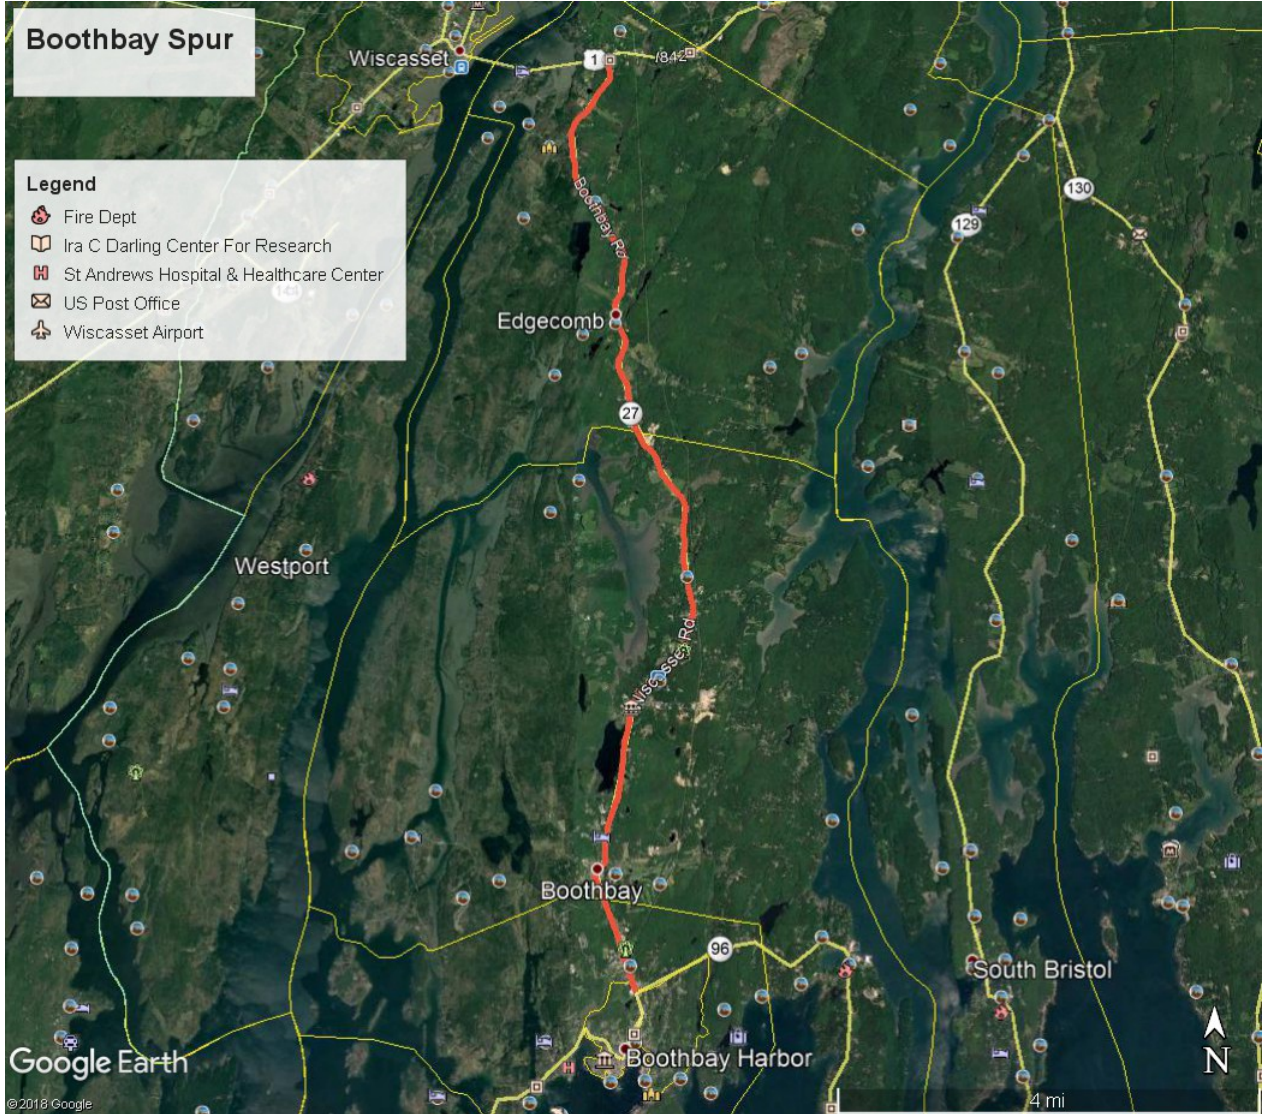 Boothbay Spur
Wiscasset
1
Legend
Fire Dept
Ira C Darling Center For Research
St Andrews Hospital & Healthcare Center
US Post Office
Wiscasset Airport
130
129
Boothbay Rd
Edgecomb
27
Westport
Wiscasset Rd
Boothbay
96
South Bristol
Boothbay Harbor
Google Earth
N
4 mi
©2018 Google